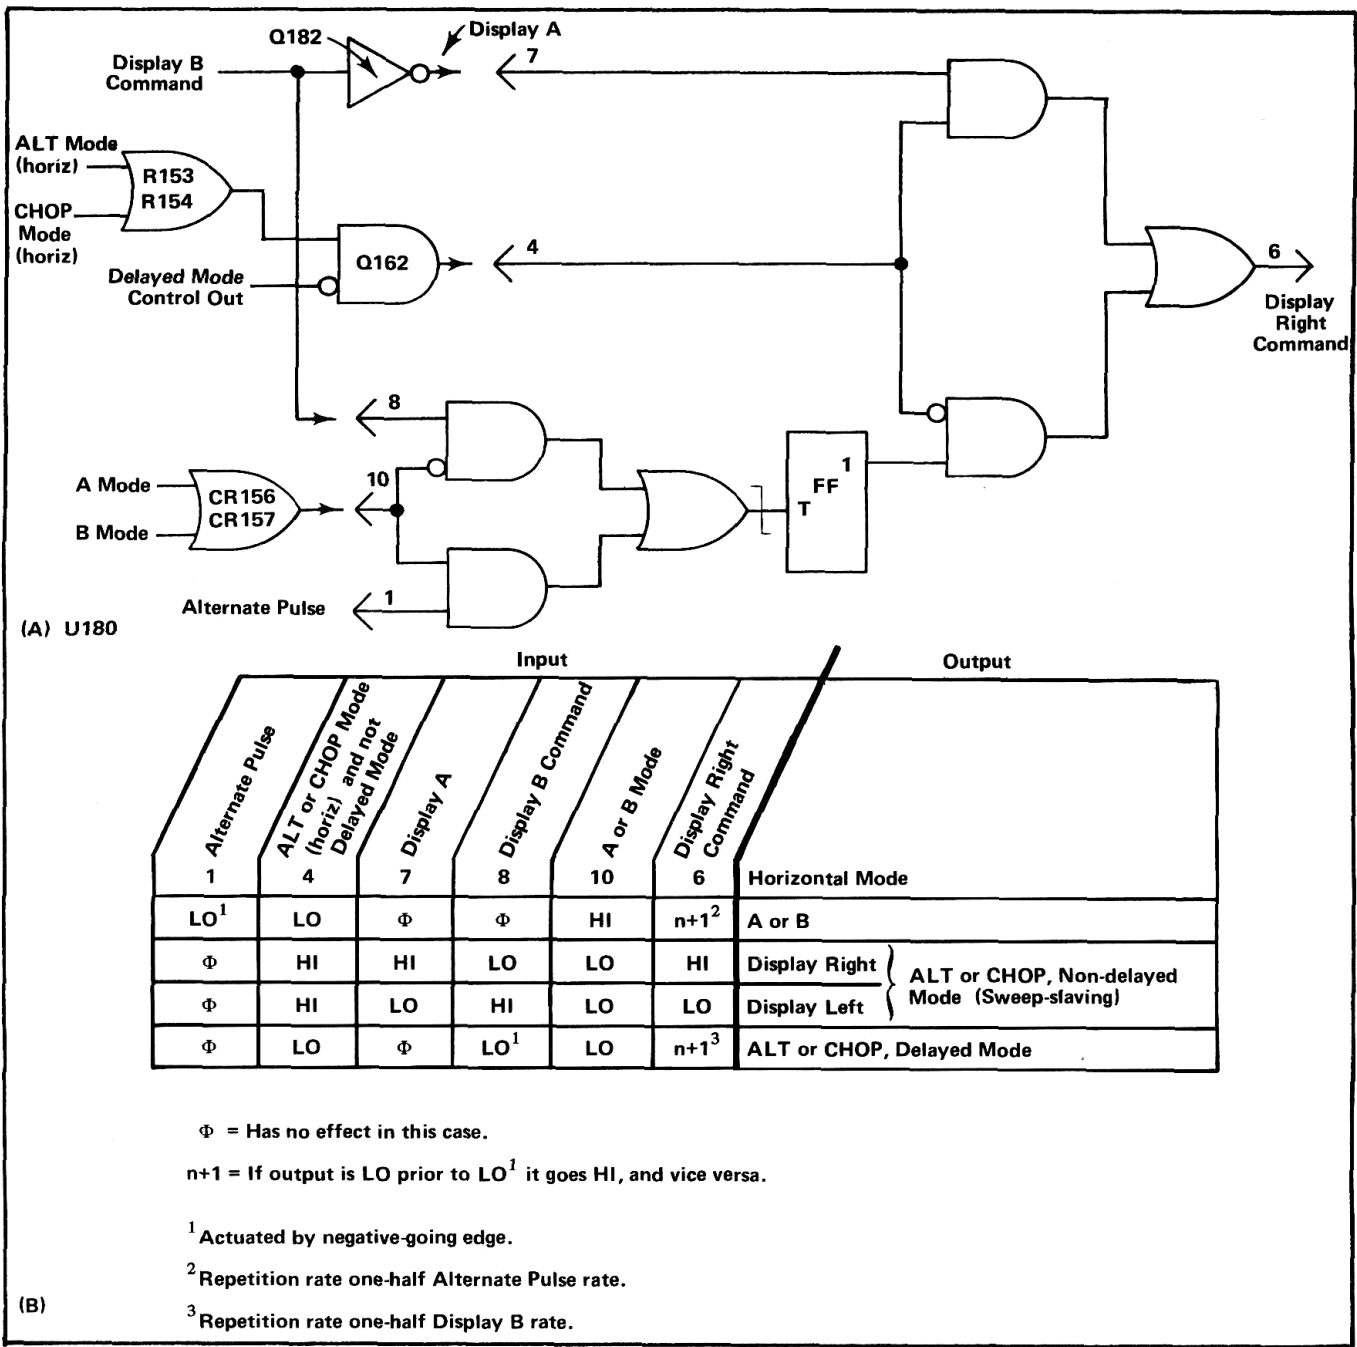 Q182
Display A
Display B
Command
7
ALT Mode
(horiz)
R153
R154
CHOP
Mode
(horiz)
Q162
4
6
Delayed Mode
Control Out
Display
Right
Command
8
10
A Mode
CR156
CR157
B Mode
1
FF
T
Alternate Pulse
1
(A) U180
Input
Output
Alternate Pulse
ALT or CHOP Mode
(horiz) and not
Delayed Mode
Display A
Display B Command
A or B Mode
Display Right
Command
1 4 7 8 10 6 Horizontal Mode
LO¹ LO Φ Φ HI n+1² A or B
Φ HI HI LO LO HI Display Right
ALT or CHOP, Non-delayed
Mode (Sweep-slaving)
Φ HI LO HI LO LO Display Left
Φ LO Φ LO¹ LO n+1³ ALT or CHOP, Delayed Mode
Φ = Has no effect in this case.
n+1 = If output is LO prior to LO¹ it goes HI, and vice versa.
¹Actuated by negative-going edge.
²Repetition rate one-half Alternate Pulse rate.
³Repetition rate one-half Display B rate.
(B)